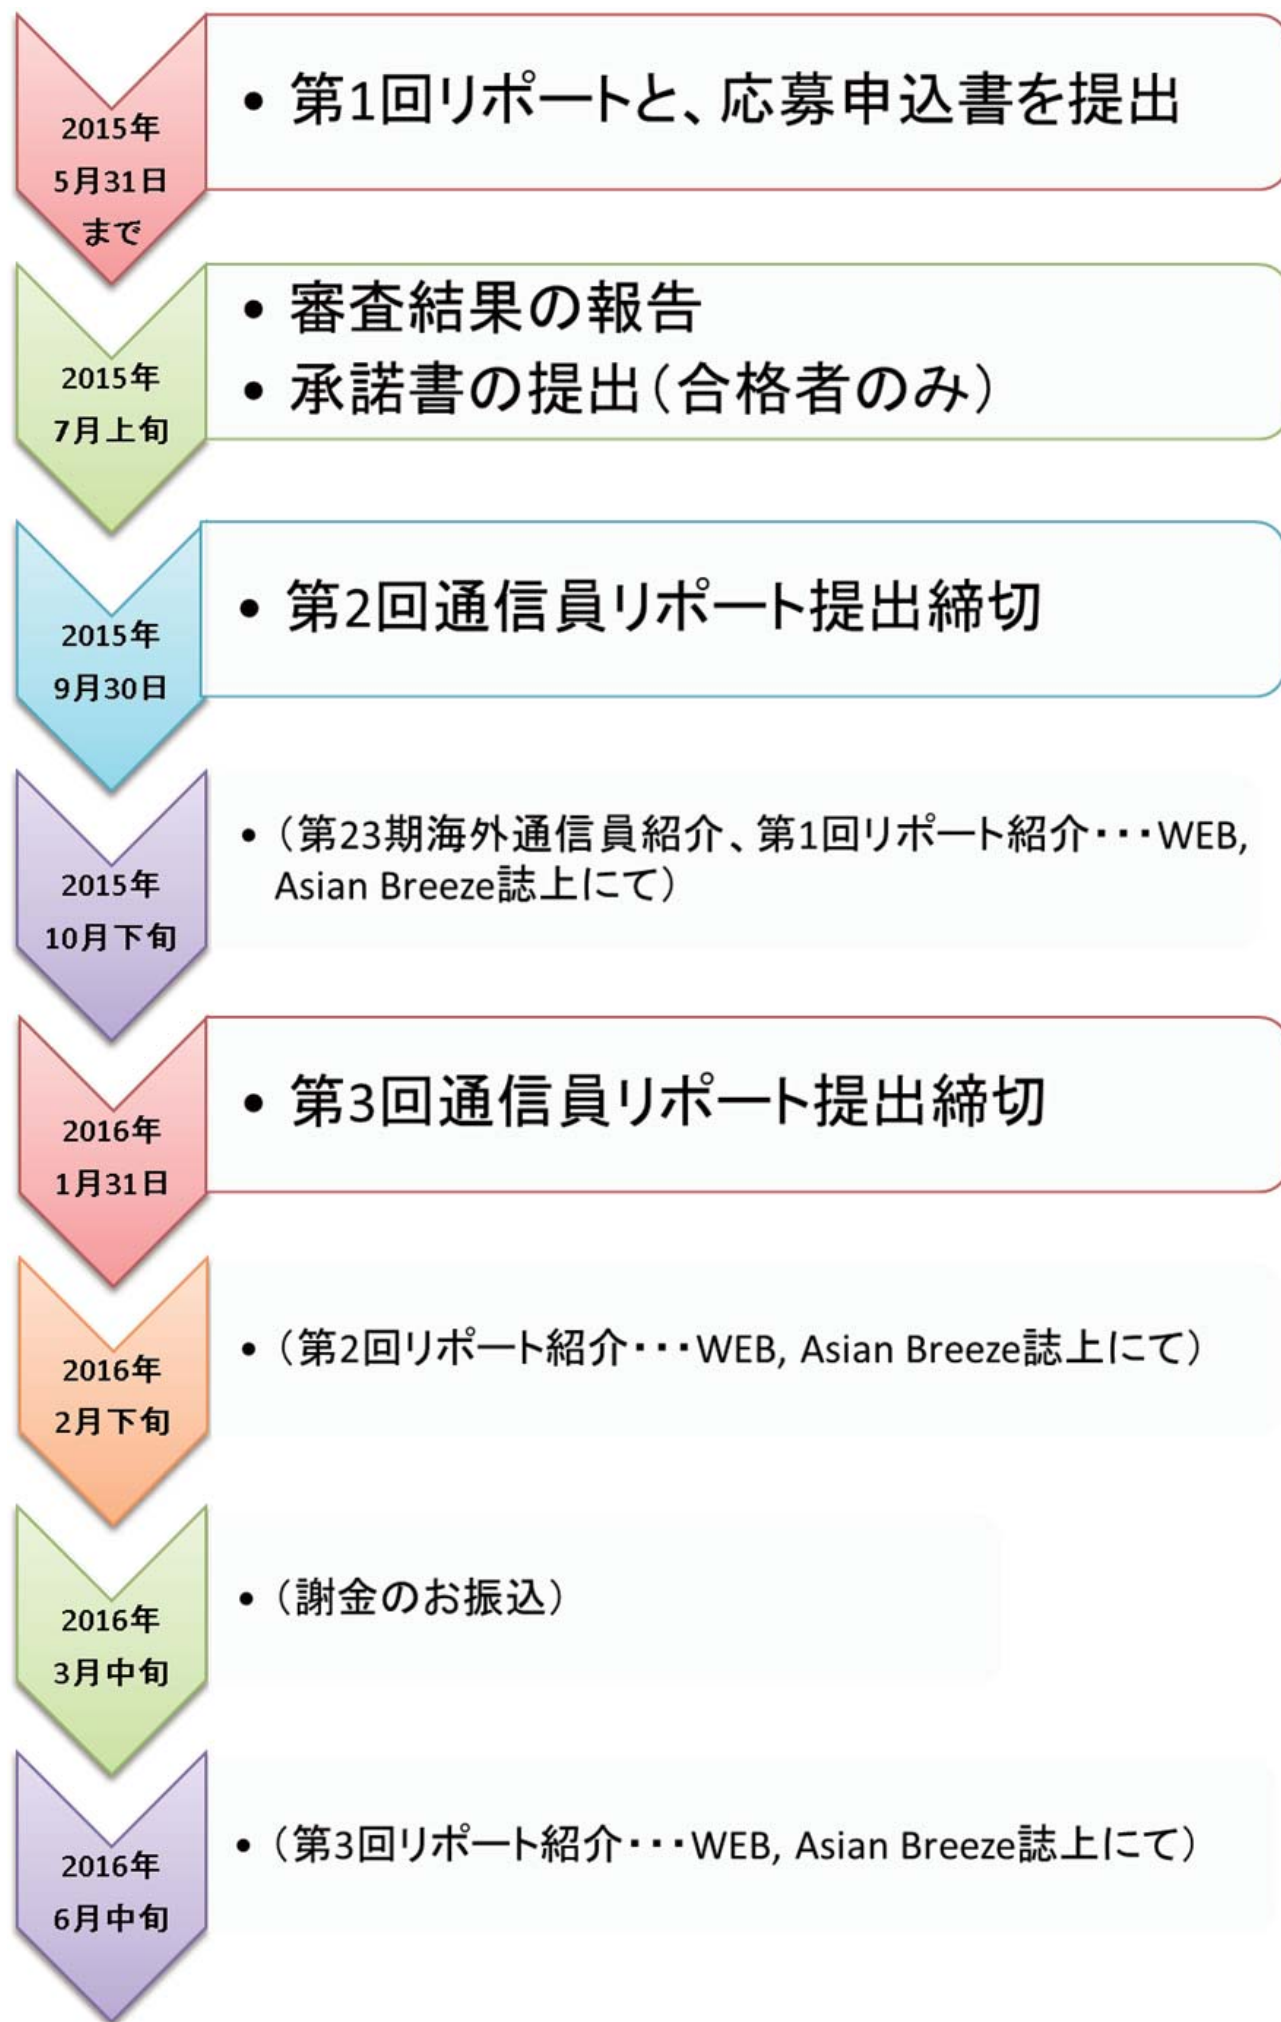 2015年
5月31日
まで
• 第1回リポートと、応募申込書を提出
2015年
7月上旬
• 審査結果の報告
• 承諾書の提出（合格者のみ）
2015年
9月30日
• 第2回通信員リポート提出締切
2015年
10月下旬
• （第23期海外通信員紹介、第1回リポート紹介・・・WEB,
Asian Breeze誌上にて）
2016年
1月31日
• 第3回通信員リポート提出締切
2016年
2月下旬
• （第2回リポート紹介・・・WEB, Asian Breeze誌上にて）
2016年
3月中旬
• （謝金のお振込）
2016年
6月中旬
• （第3回リポート紹介・・・WEB, Asian Breeze誌上にて）